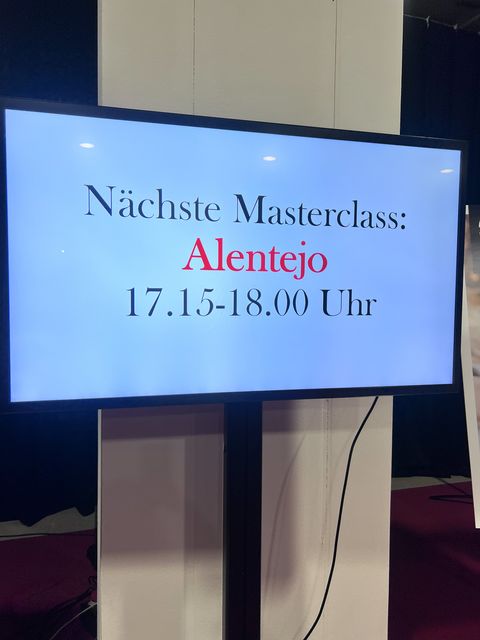 Nächste Masterclass:
Alentejo
17.15-18.00 Uhr